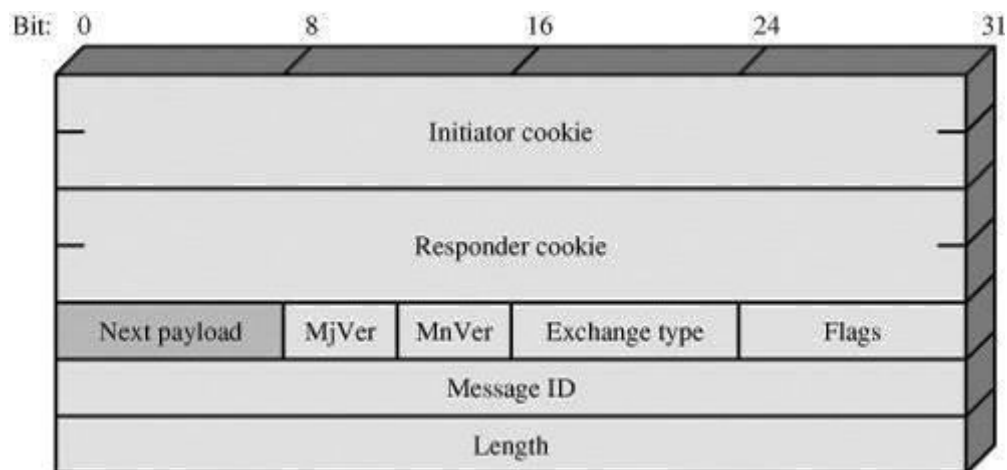 Bit: 0 8 16 24 31
Initiator cookie
Responder cookie
Next payload MjVer MnVer Exchange type Flags
Message ID
Length